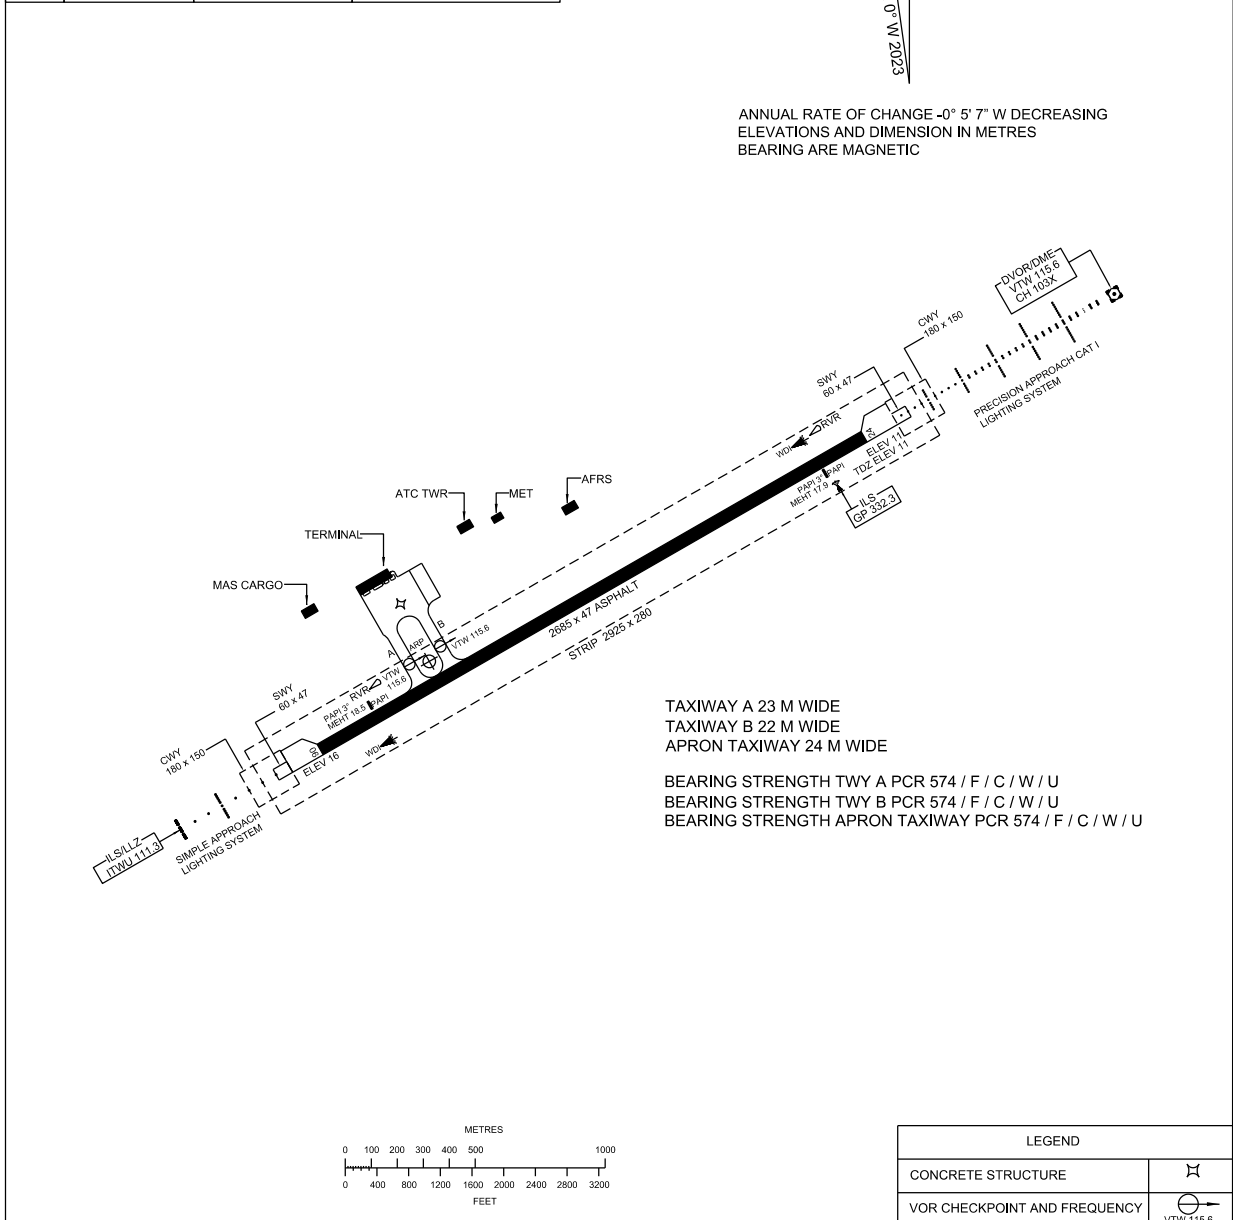 0° W 2023
ANNUAL RATE OF CHANGE -0° 5' 7" W DECREASING
ELEVATIONS AND DIMENSION IN METRES
BEARING ARE MAGNETIC
DVOR/DME
VTW 115.6
CH 103X
CWY
180 x 150
PRECISION APPROACH CAT I
LIGHTING SYSTEM
SWY
60 x 47
RVR
WDI
24
ELEV 11
TDZ ELEV 11
PAPI
PAPI 3°
MEHT 17.9
ILS
GP 332.3
AFRS
MET
ATC TWR
TERMINAL
MAS CARGO
B
A
ARP
VTW 115.6
VTW
115.6
2685 x 47 ASPHALT
STRIP 2925 x 280
RVR
PAPI 3°
MEHT 18.5
PAPI
SWY
60 x 47
WDI
06
ELEV 16
CWY
180 x 150
SIMPLE APPROACH
LIGHTING SYSTEM
ILS/LLZ
ITWU 111.3
TAXIWAY A 23 M WIDE
TAXIWAY B 22 M WIDE
APRON TAXIWAY 24 M WIDE
BEARING STRENGTH TWY A PCR 574 / F / C / W / U
BEARING STRENGTH TWY B PCR 574 / F / C / W / U
BEARING STRENGTH APRON TAXIWAY PCR 574 / F / C / W / U
METRES
0 100 200 300 400 500 1000
0 400 800 1200 1600 2000 2400 2800 3200
FEET
LEGEND
CONCRETE STRUCTURE
VOR CHECKPOINT AND FREQUENCY
VTW 115.6